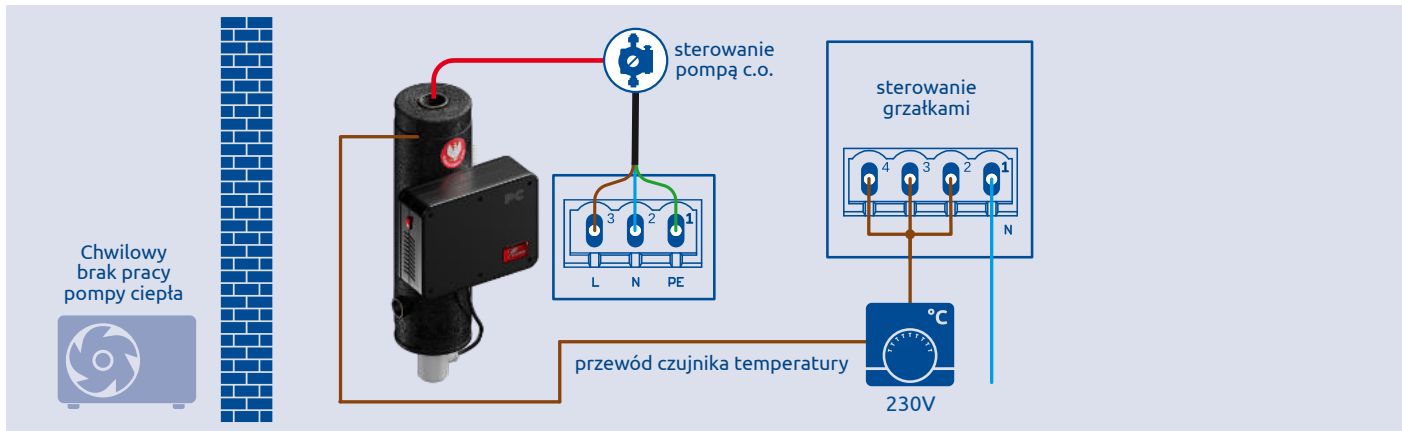 Chwilowy
brak pracy
pompy ciepła
PC
sterowanie
pompą c.o.
3 2 1
L N PE
sterowanie
grzałkami
4 3 2 1
N
°C
230V
przewód czujnika temperatury